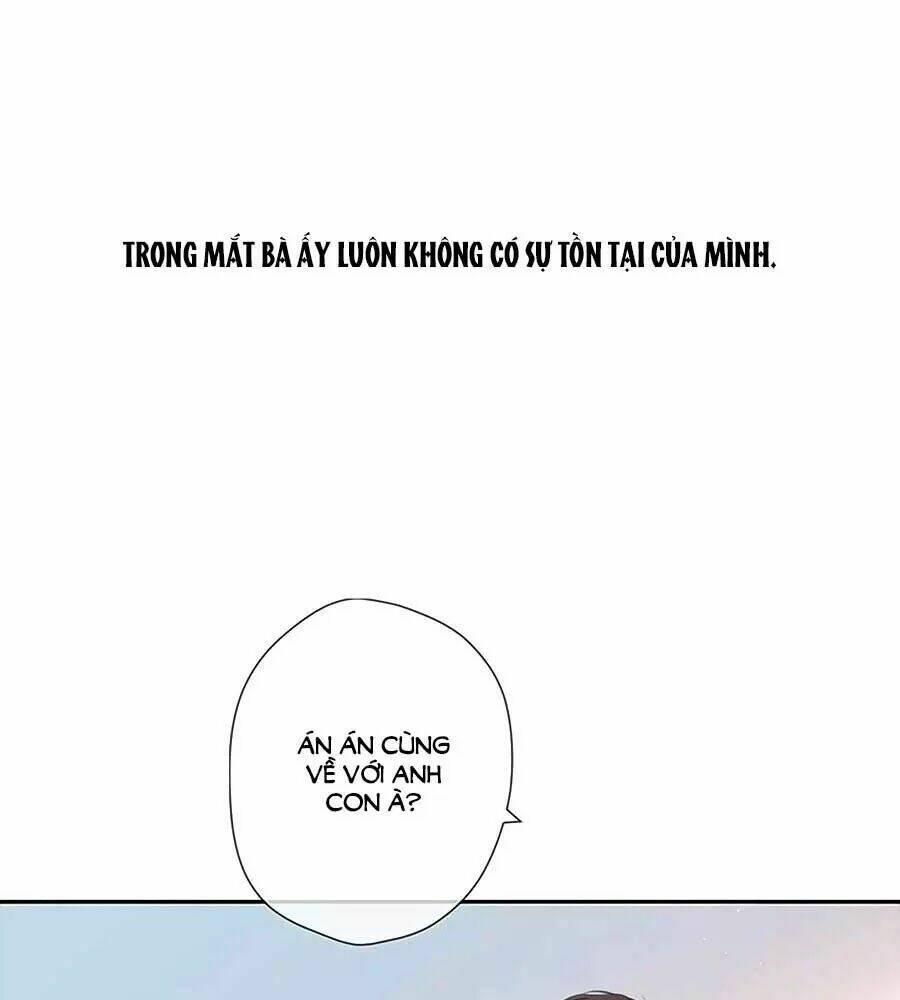 TRONG MẮT BÀ ẤY LUÔN KHÔNG CÓ SỰ TỒN TẠI CỦA MÌNH.
ÁN ÁN CÙNG
VỀ VỚI ANH
CON À?